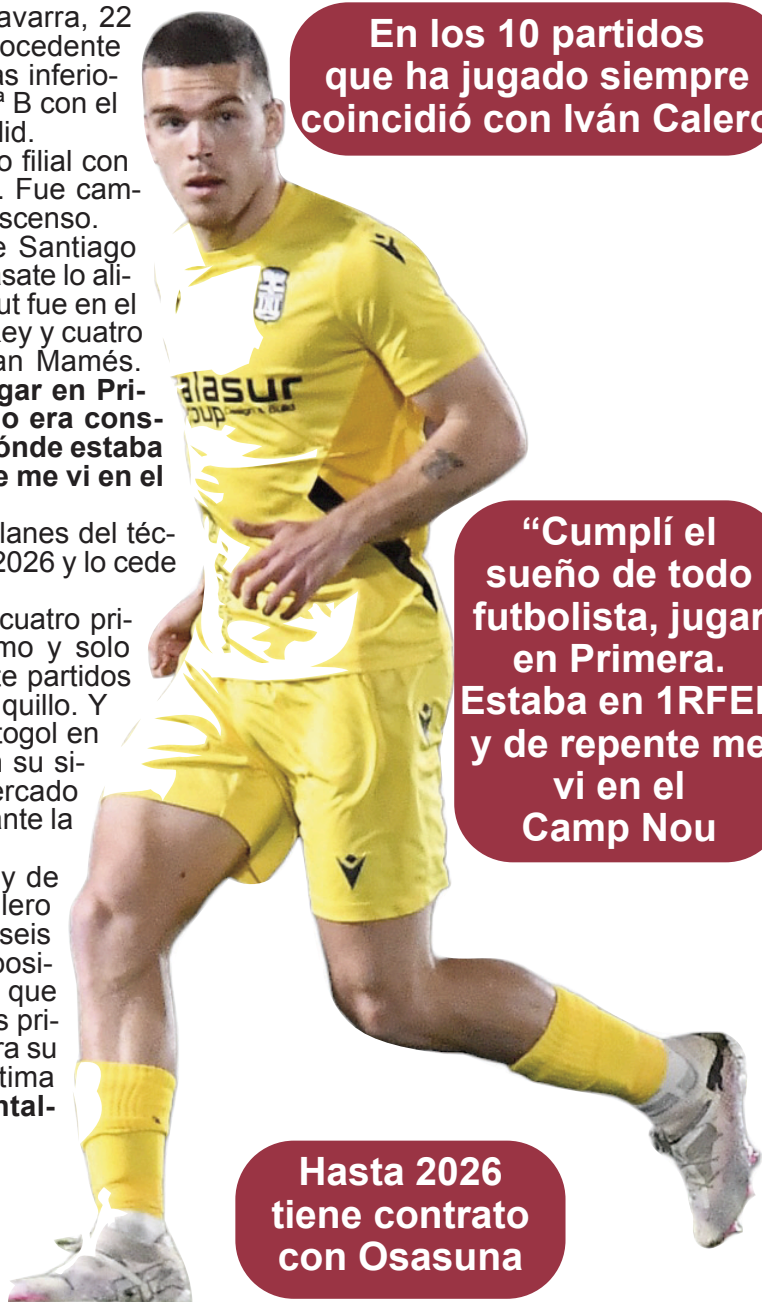 avarra, 22
ocedente
as inferio-
ª B con el
lid.
o filial con
. Fue cam-
scenso.
e Santiago
asate lo ali-
ut fue en el
ey y cuatro
an Mamés.
gar en Pri-
o era cons-
ónde estaba
e me vi en el
lanes del téc-
2026 y lo cede
cuatro pri-
mo y solo
te partidos
quillo. Y
togol en
n su si-
ercado
ante la
y de
lero
seis
posi-
que
s pri-
ra su
tima
ntal-
En los 10 partidos
que ha jugado siempre
coincidió con Iván Calero
alasur
oup Design & Build
“Cumplí el
sueño de todo
futbolista, jugar
en Primera.
Estaba en 1RFEF
y de repente me
vi en el
Camp Nou
Hasta 2026
tiene contrato
con Osasuna